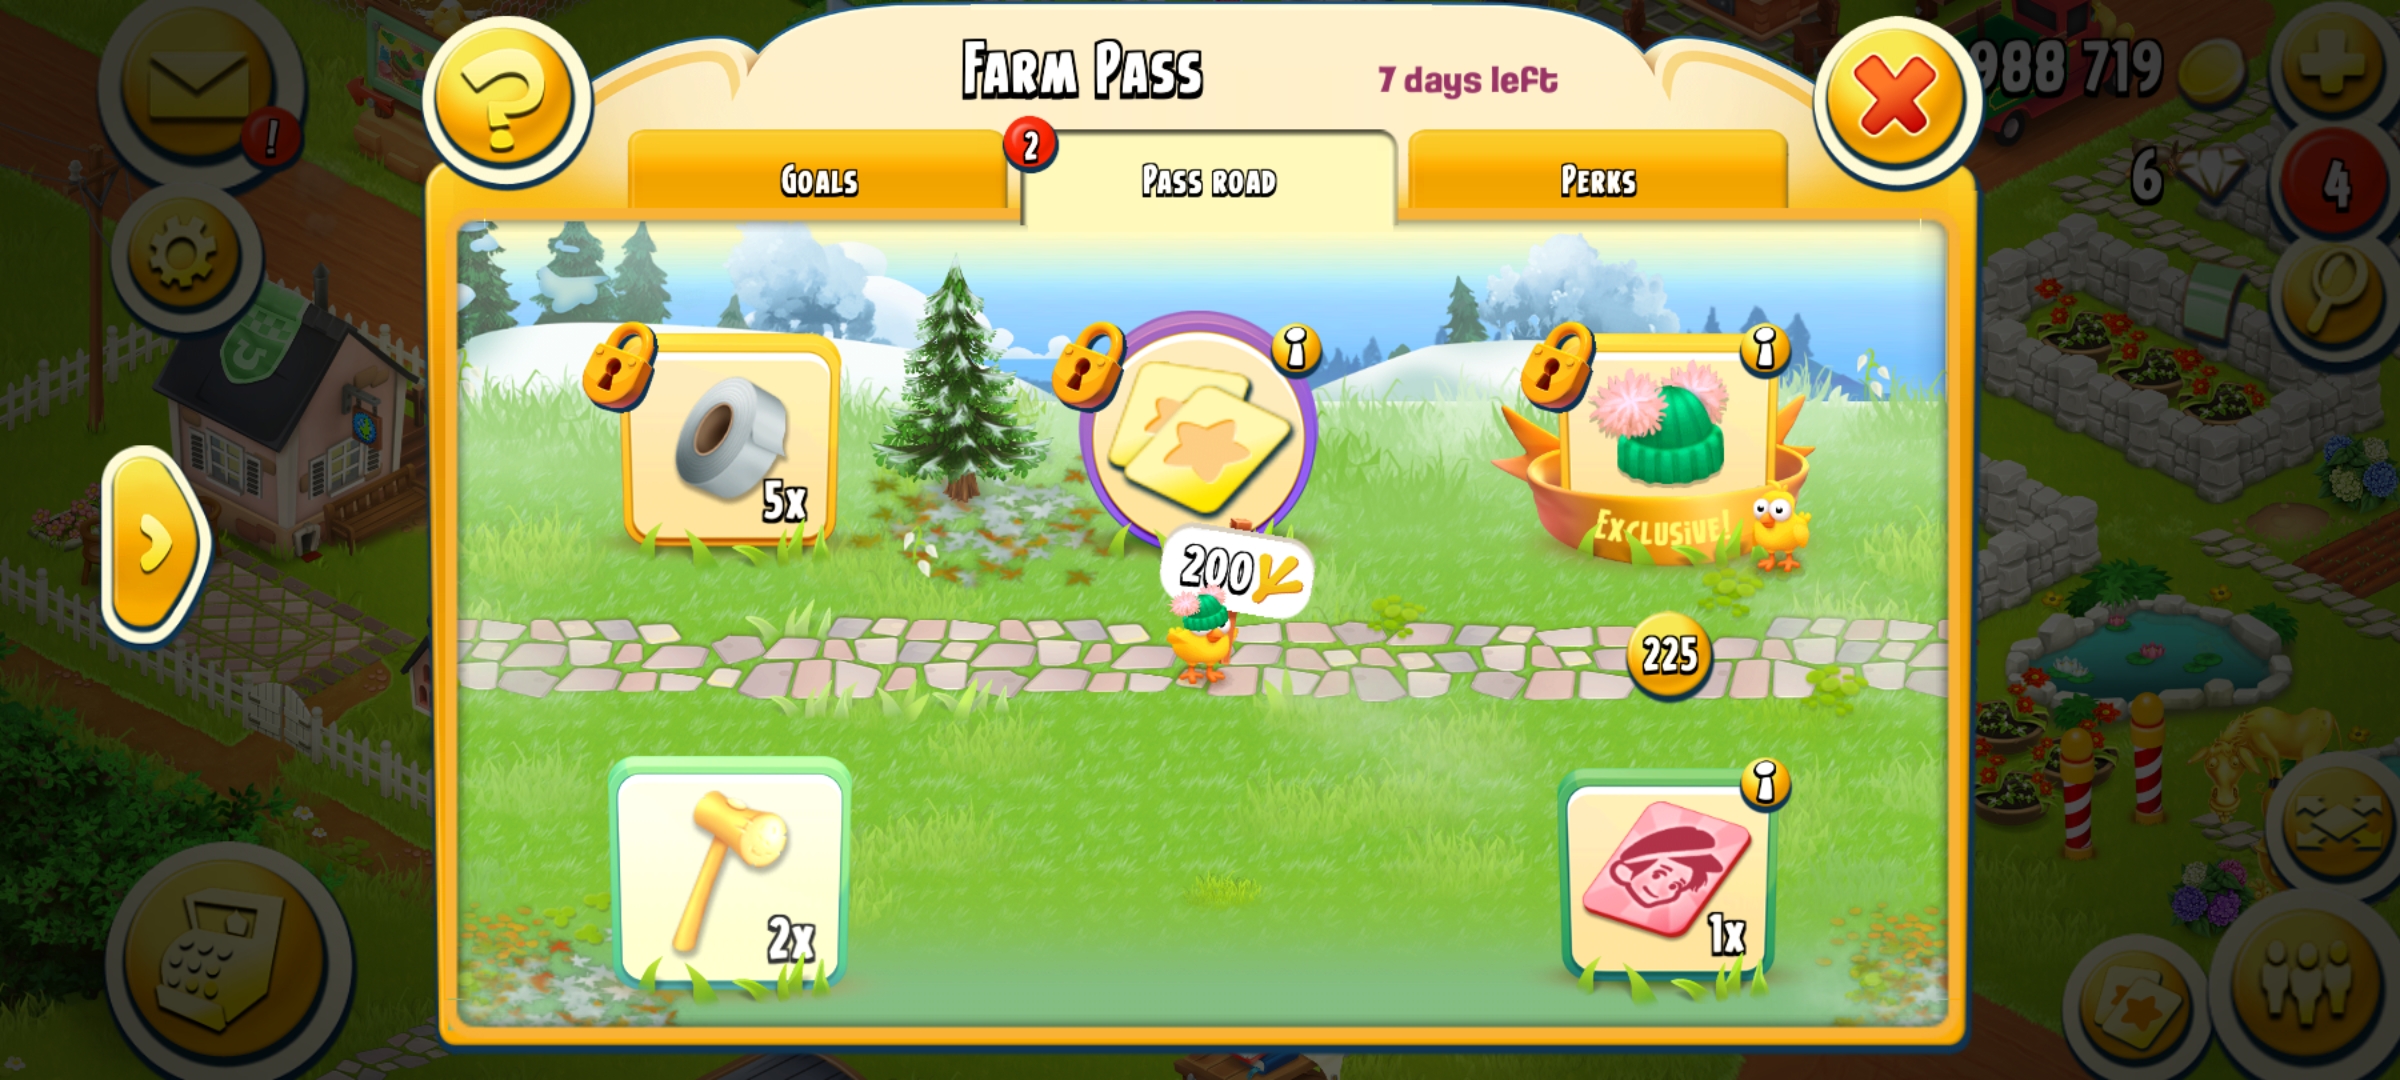 FARM PASS
7 days left
988 719
!
2
GOALS
PASS ROAD
PERKS
6
4
5x
EXCLUSIVE!
200
225
2x
1x